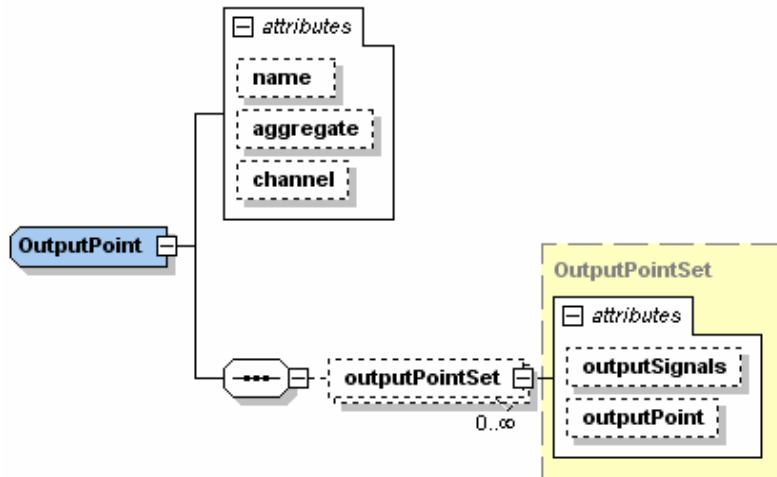 attributes
name
aggregate
channel
OutputPoint
OutputPointSet
attributes
outputPointSet
0..∞
outputSignals
outputPoint